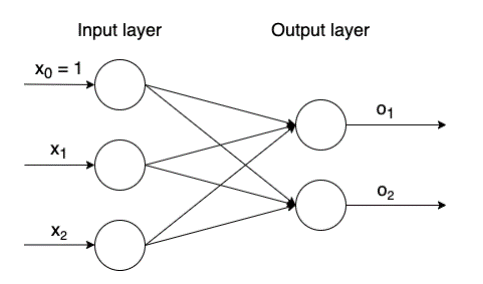 Input layer
Output layer
x₀ = 1
x₁
x₂
o₁
o₂